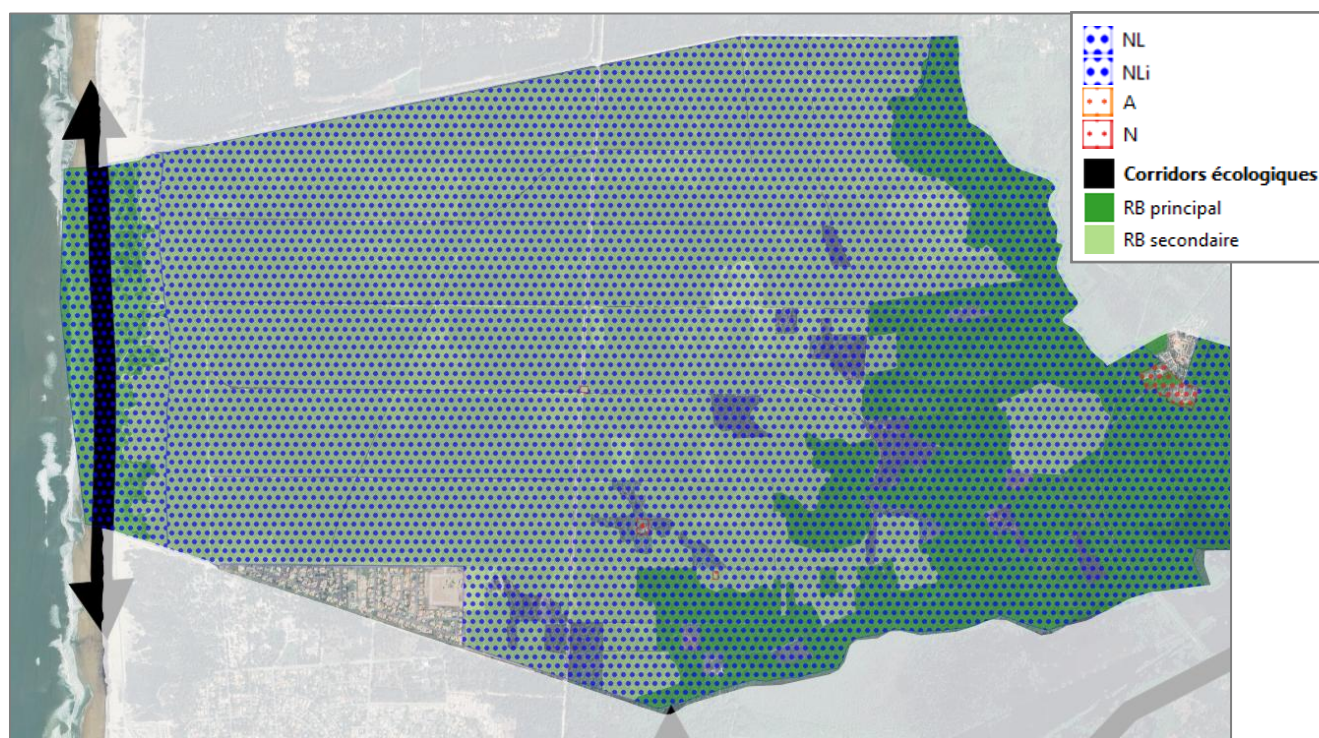 NL
NLi
A
N
Corridors écologiques
RB principal
RB secondaire